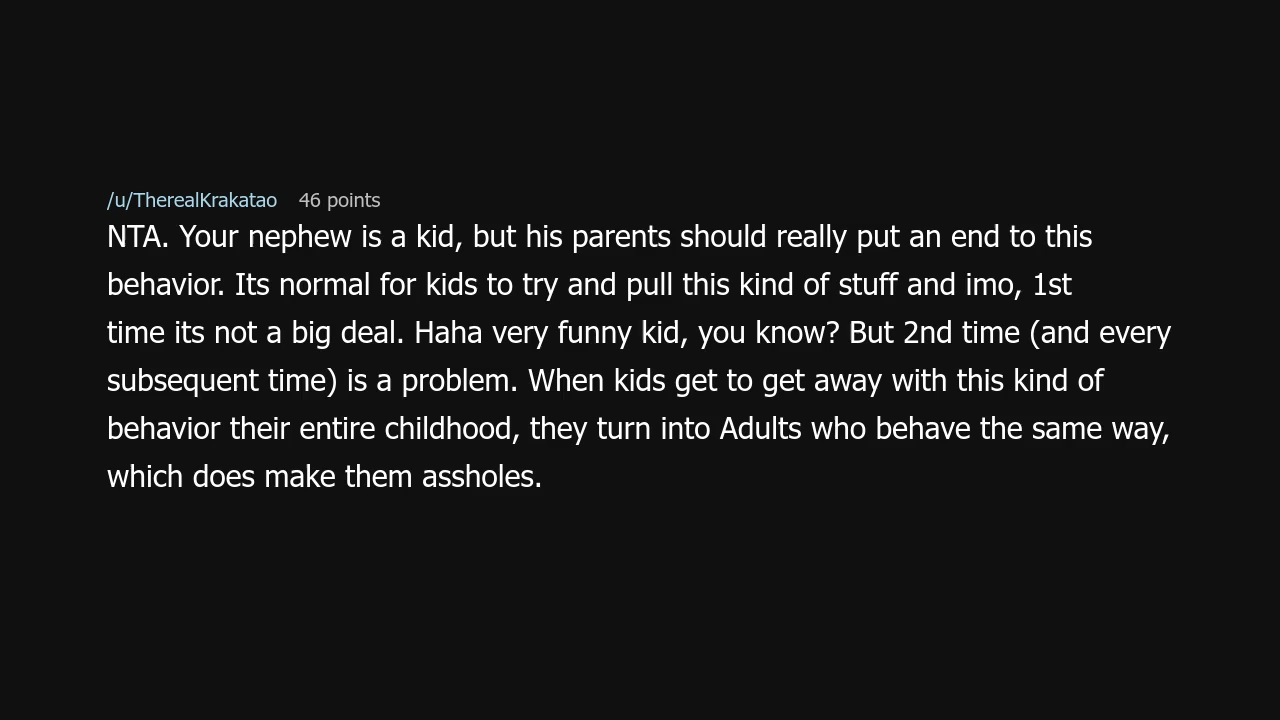 /u/TherealKrakatao 46 points
NTA. Your nephew is a kid, but his parents should really put an end to this
behavior. Its normal for kids to try and pull this kind of stuff and imo, 1st
time its not a big deal. Haha very funny kid, you know? But 2nd time (and every
subsequent time) is a problem. When kids get to get away with this kind of
behavior their entire childhood, they turn into Adults who behave the same way,
which does make them assholes.